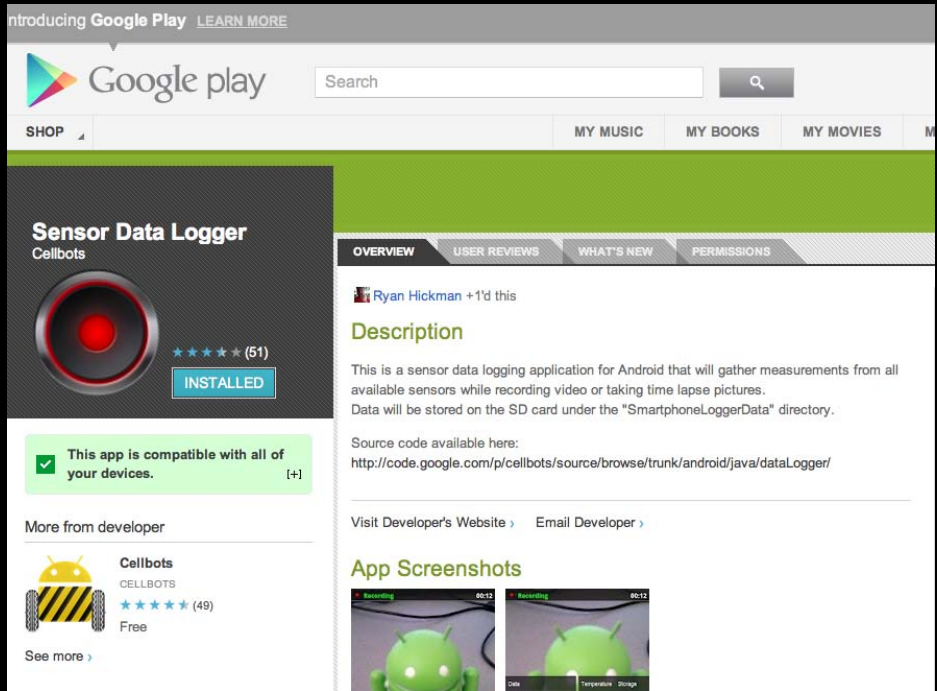 ntroducing Google Play LEARN MORE
Google play
Search
SHOP
MY MUSIC
MY BOOKS
MY MOVIES
M
Sensor Data Logger
Cellbots
(51)
INSTALLED
This app is compatible with all of
your devices.
[+]
More from developer
Cellbots
CELLBOTS
(49)
Free
See more ›
OVERVIEW
USER REVIEWS
WHAT'S NEW
PERMISSIONS
Ryan Hickman +1'd this
Description
This is a sensor data logging application for Android that will gather measurements from all
available sensors while recording video or taking time lapse pictures.
Data will be stored on the SD card under the "SmartphoneLoggerData" directory.
Source code available here:
http://code.google.com/p/cellbots/source/browse/trunk/android/java/dataLogger/
Visit Developer's Website ›
Email Developer ›
App Screenshots
Recording
00:12
Recording
00:12
Data
Temperature
Storage